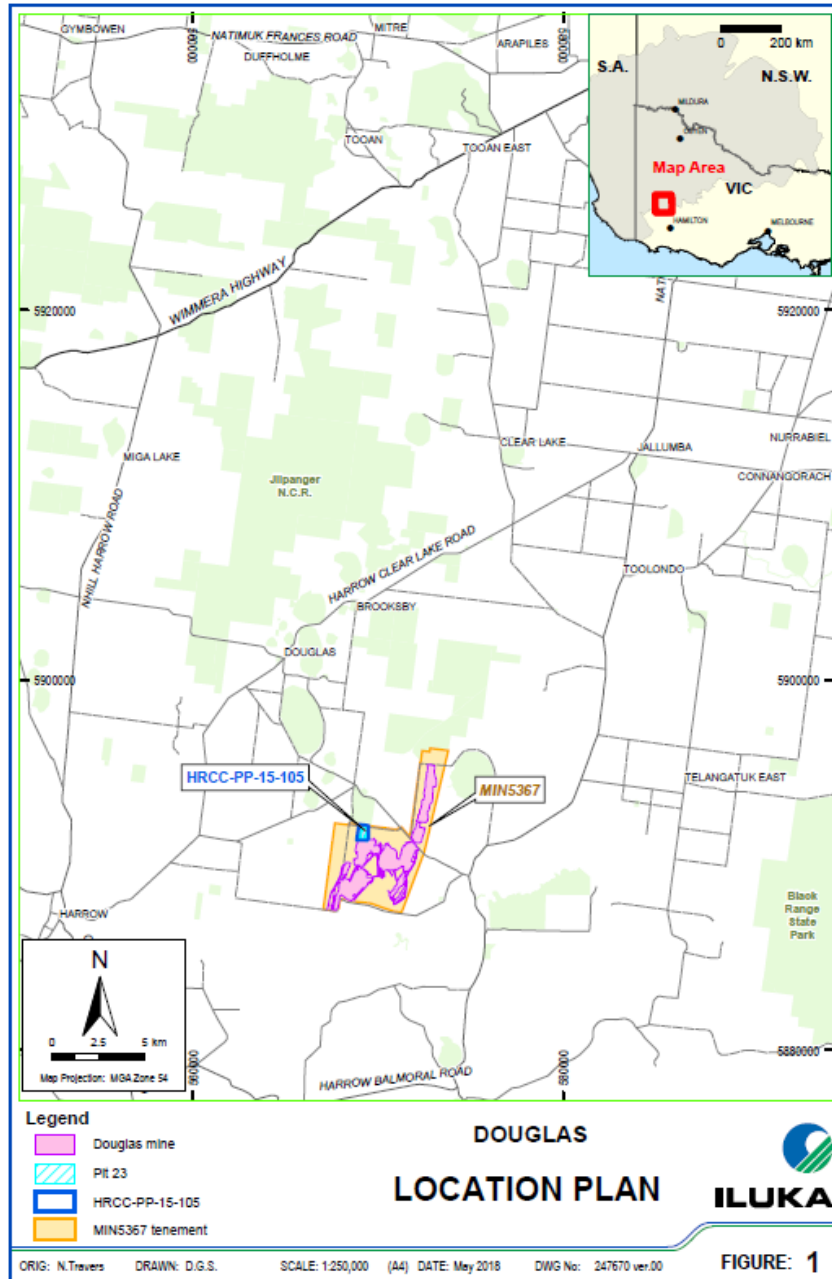 GYMBOWEN
NATIMUK FRANCES ROAD
MITRE
DUFFHOLME
ARAPILES
TOOAN
TOOAN EAST
0 200 km
S.A.
N.S.W.
MILDURA
Map Area
VIC
HAMILTON
MELBOURNE
WIMMERA HIGHWAY
5920000
5920000
CLEAR LAKE
JALLUMBA
NURRABIEL
MIGA LAKE
CONNANGORACH
Jilpanger
N.C.R.
NHILL HARROW ROAD
HARROW CLEAR LAKE ROAD
TOOLONDO
BROOKSBY
DOUGLAS
5900000
5900000
HRCC-PP-15-105
MIN5367
TELANGATUK EAST
HARROW
Black
Range
State
Park
N
0 2.5 5 km
Map Projection: MGA Zone 54
5880000
HARROW BALMORAL ROAD
Legend
Douglas mine
Pit 23
HRCC-PP-15-105
MIN5367 tenement
DOUGLAS
LOCATION PLAN
ILUKA
ORIG: N.Travers DRAWN: D.G.S. SCALE: 1:250,000 (A4) DATE: May 2018 DWG No: 247670 ver.00 FIGURE: 1